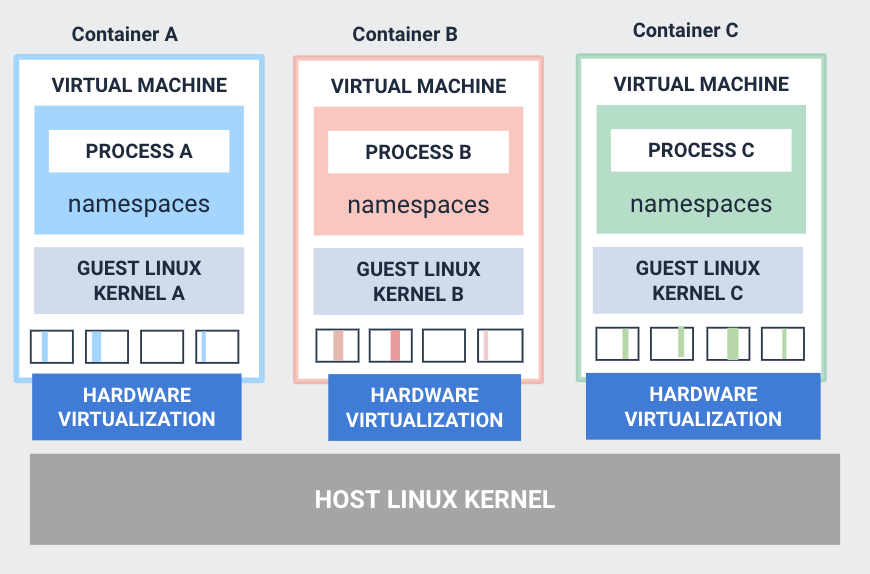 Container A
VIRTUAL MACHINE
PROCESS A
namespaces
GUEST LINUX
KERNEL A
HARDWARE
VIRTUALIZATION
Container B
VIRTUAL MACHINE
PROCESS B
namespaces
GUEST LINUX
KERNEL B
HARDWARE
VIRTUALIZATION
Container C
VIRTUAL MACHINE
PROCESS C
namespaces
GUEST LINUX
KERNEL C
HARDWARE
VIRTUALIZATION
HOST LINUX KERNEL